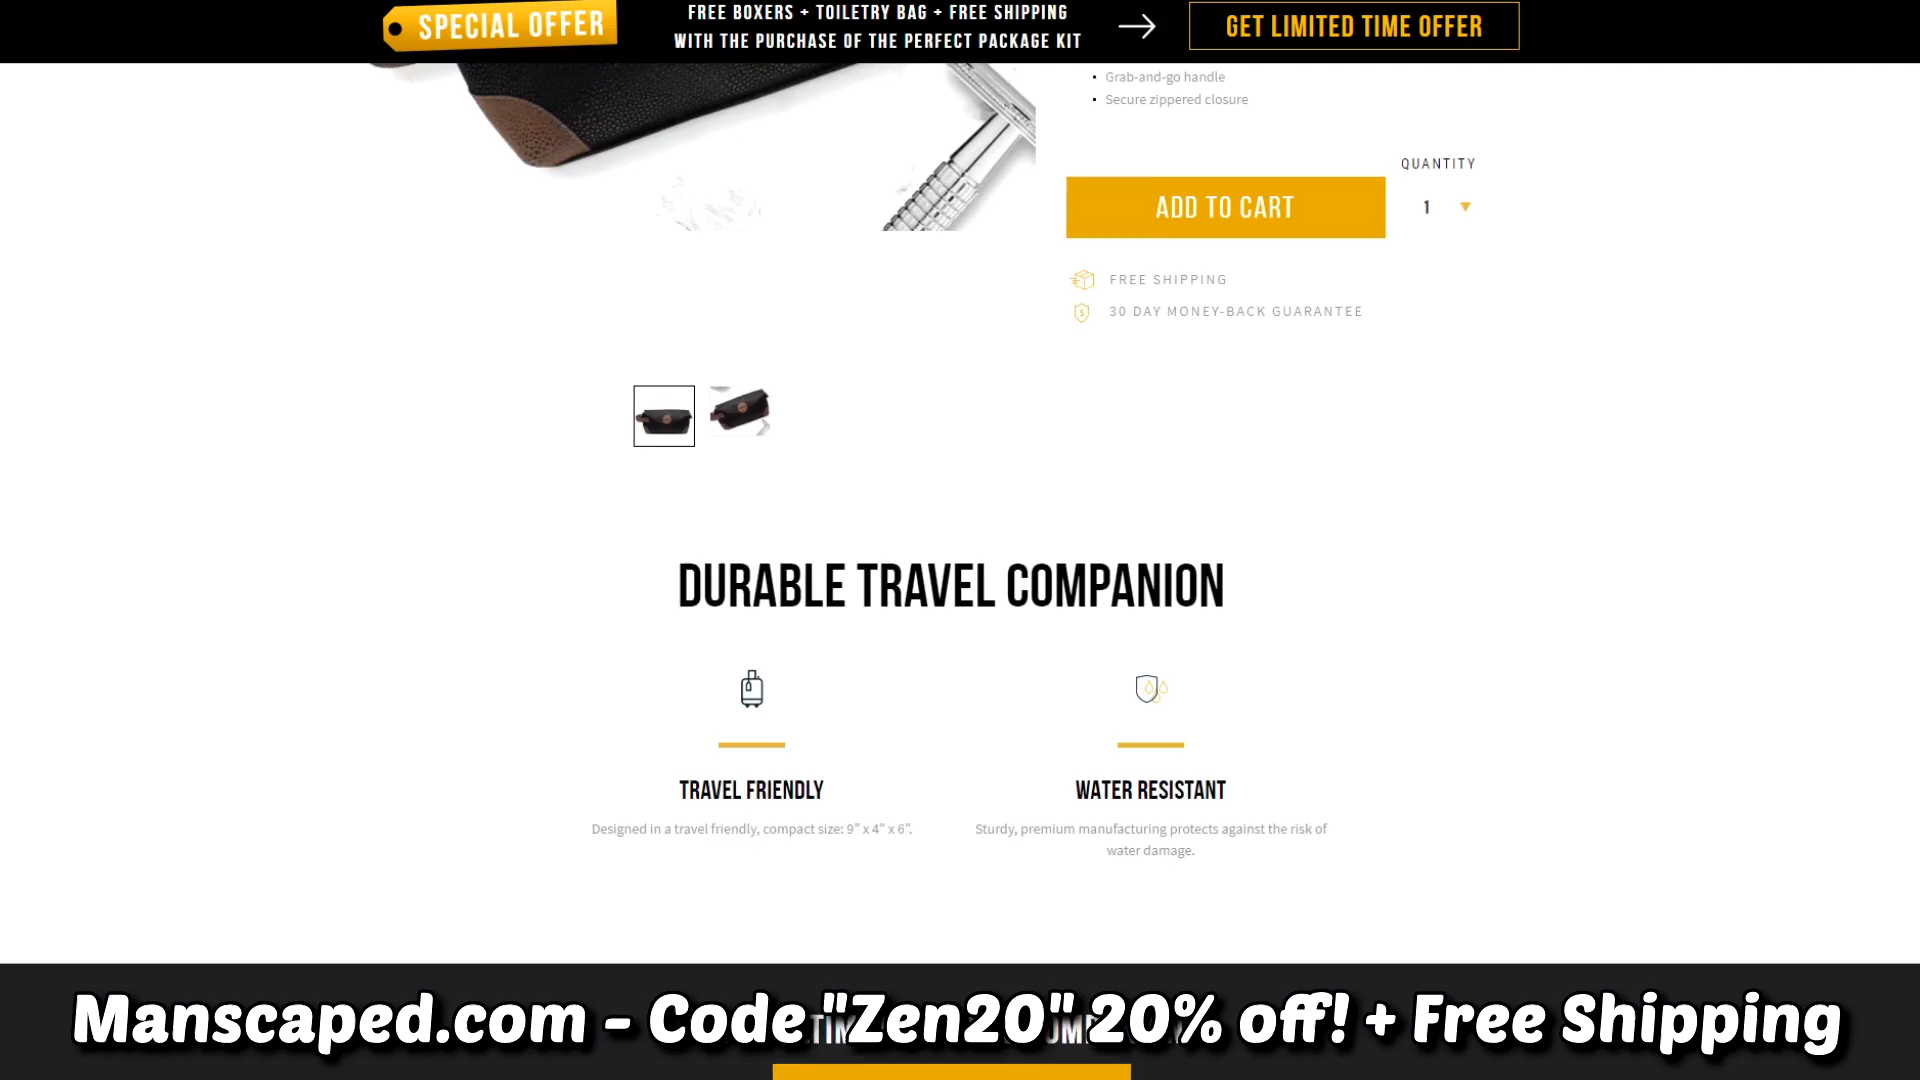 SPECIAL OFFER
FREE BOXERS + TOILETRY BAG + FREE SHIPPING
WITH THE PURCHASE OF THE PERFECT PACKAGE KIT
GET LIMITED TIME OFFER
Grab-and-go handle
Secure zippered closure
QUANTITY
ADD TO CART
1
FREE SHIPPING
30 DAY MONEY-BACK GUARANTEE
DURABLE TRAVEL COMPANION
TRAVEL FRIENDLY
Designed in a travel friendly, compact size: 9" x 4" x 6".
WATER RESISTANT
Sturdy, premium manufacturing protects against the risk of
water damage.
Manscaped.com - Code "Zen20" 20% off! + Free Shipping